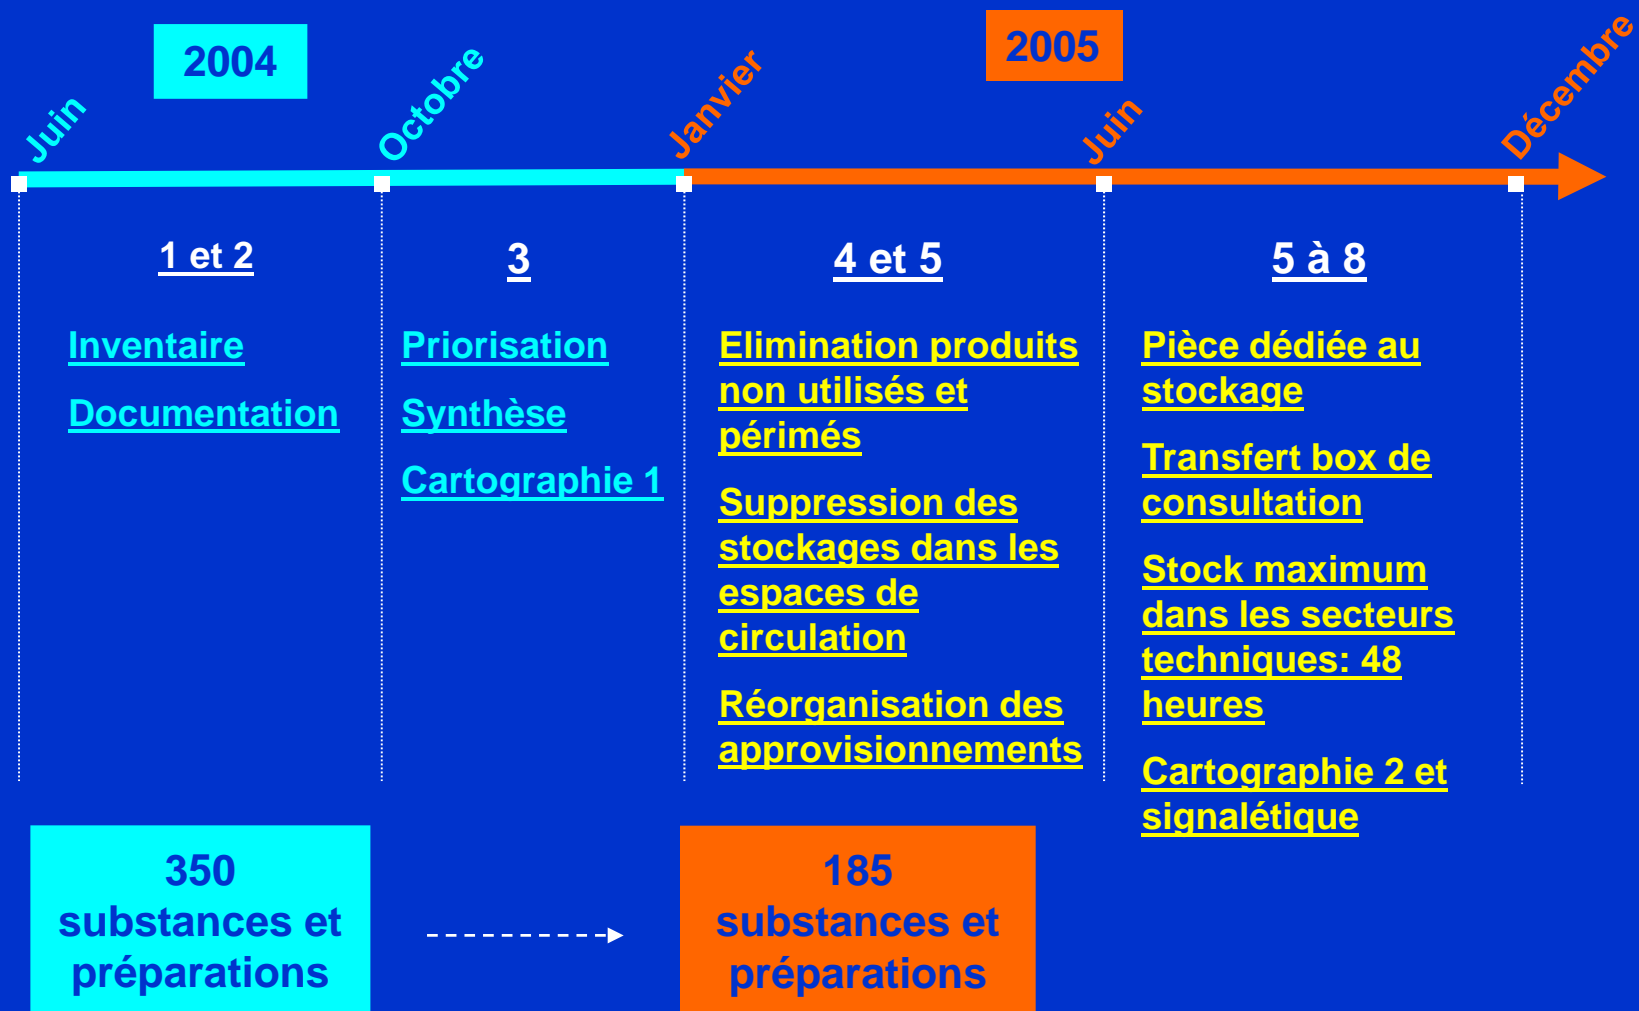 2004
2005
Juin
Octobre
Janvier
Juin
Décembre
1 et 2
3
4 et 5
5 à 8
Inventaire
Documentation
Priorisation
Synthèse
Cartographie 1
Elimination produits
non utilisés et
périmés
Suppression des
stockages dans les
espaces de
circulation
Réorganisation des
approvisionnements
Pièce dédiée au
stockage
Transfert box de
consultation
Stock maximum
dans les secteurs
techniques: 48
heures
Cartographie 2 et
signalétique
350
substances et
préparations
185
substances et
préparations